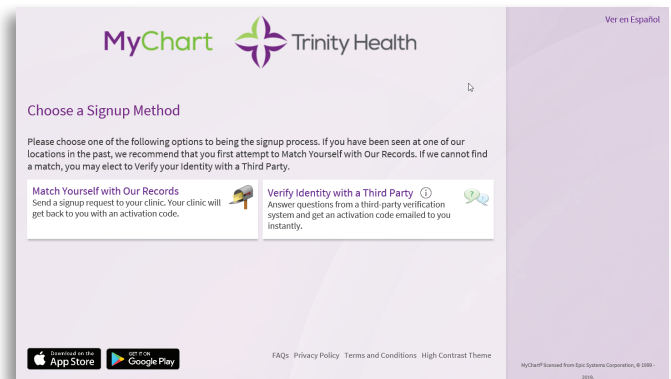 Ver en Español
MyChart Trinity Health
Choose a Signup Method
Please choose one of the following options to being the signup process. If you have been seen at one of our
locations in the past, we recommend that you first attempt to Match Yourself with Our Records. If we cannot find
a match, you may elect to Verify your Identity with a Third Party.
Match Yourself with Our Records
Send a signup request to your clinic. Your clinic will
get back to you with an activation code.
Verify Identity with a Third Party
Answer questions from a third-party verification
system and get an activation code emailed to you
instantly.
Download on the
App Store
GET IT ON
Google Play
FAQs Privacy Policy Terms and Conditions High Contrast Theme
MyChart® licensed from Epic Systems Corporation, © 1999 -